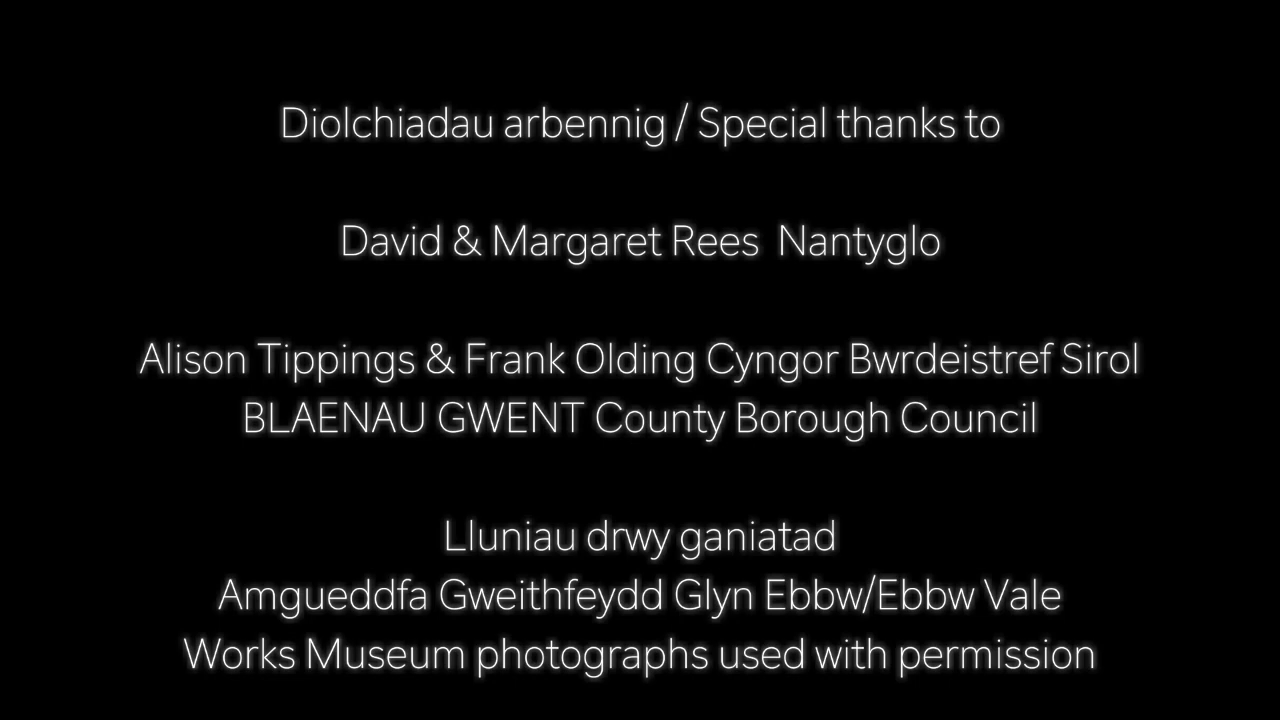 Diolchiadau arbennig / Special thanks to
David & Margaret Rees  Nantyglo
Alison Tippings & Frank Olding Cyngor Bwrdeistref Sirol
BLAENAU GWENT County Borough Council
Lluniau drwy ganiatad
Amgueddfa Gweithfeydd Glyn Ebbw/Ebbw Vale
Works Museum photographs used with permission